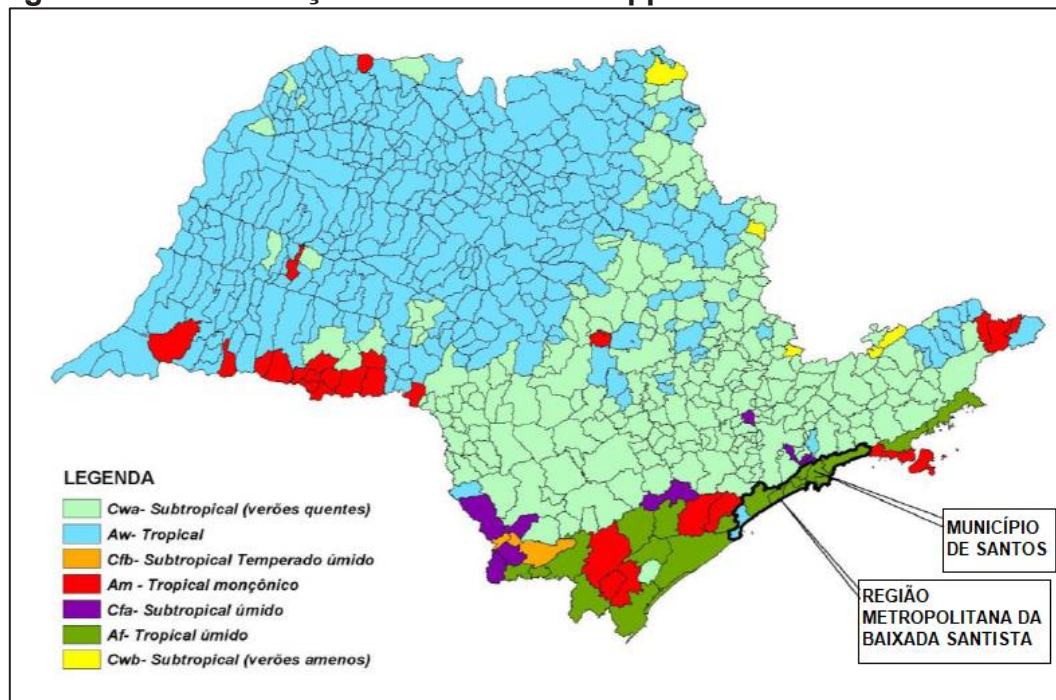 LEGENDA
Cwa- Subtropical (verões quentes)
Aw- Tropical
Cfb- Subtropical Temperado úmido
Am - Tropical monçônico
Cfa- Subtropical úmido
Af- Tropical úmido
Cwb- Subtropical (verões amenos)
MUNICÍPIO
DE SANTOS
REGIÃO
METROPOLITANA DA
BAIXADA SANTISTA